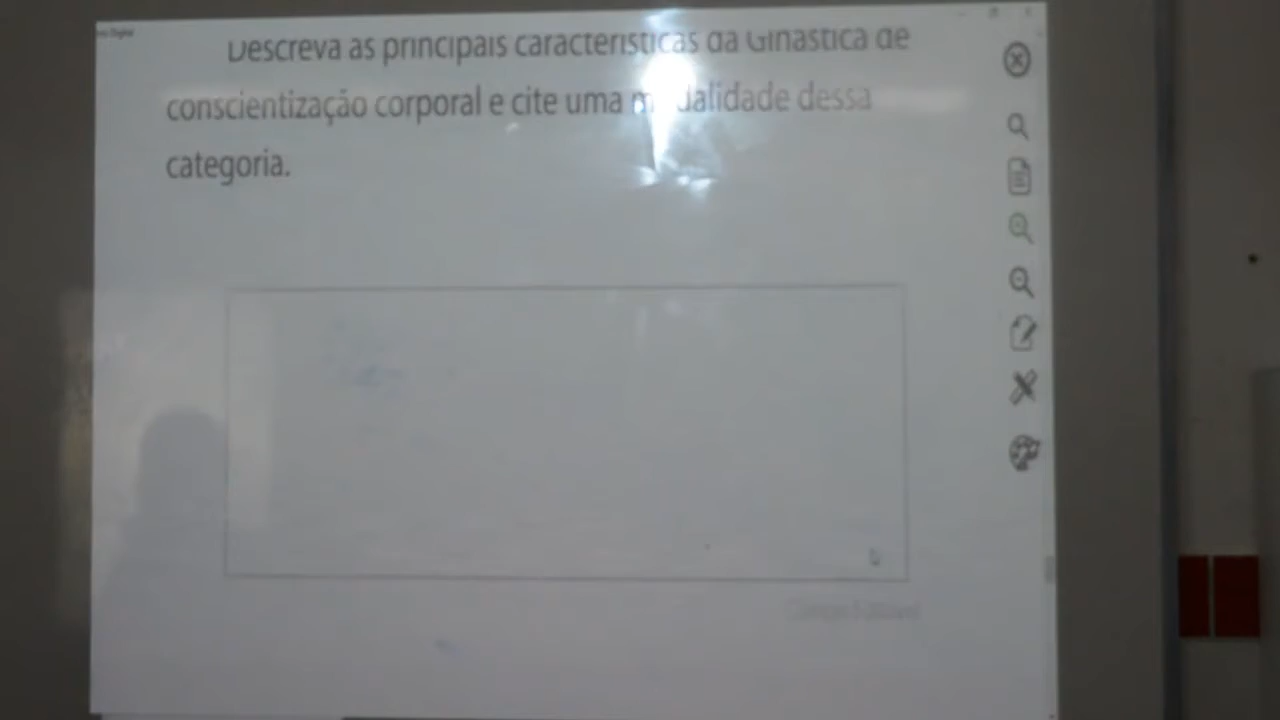 Descreva as principais características da Ginástica de
conscientização corporal e cite uma modalidade dessa
categoria.